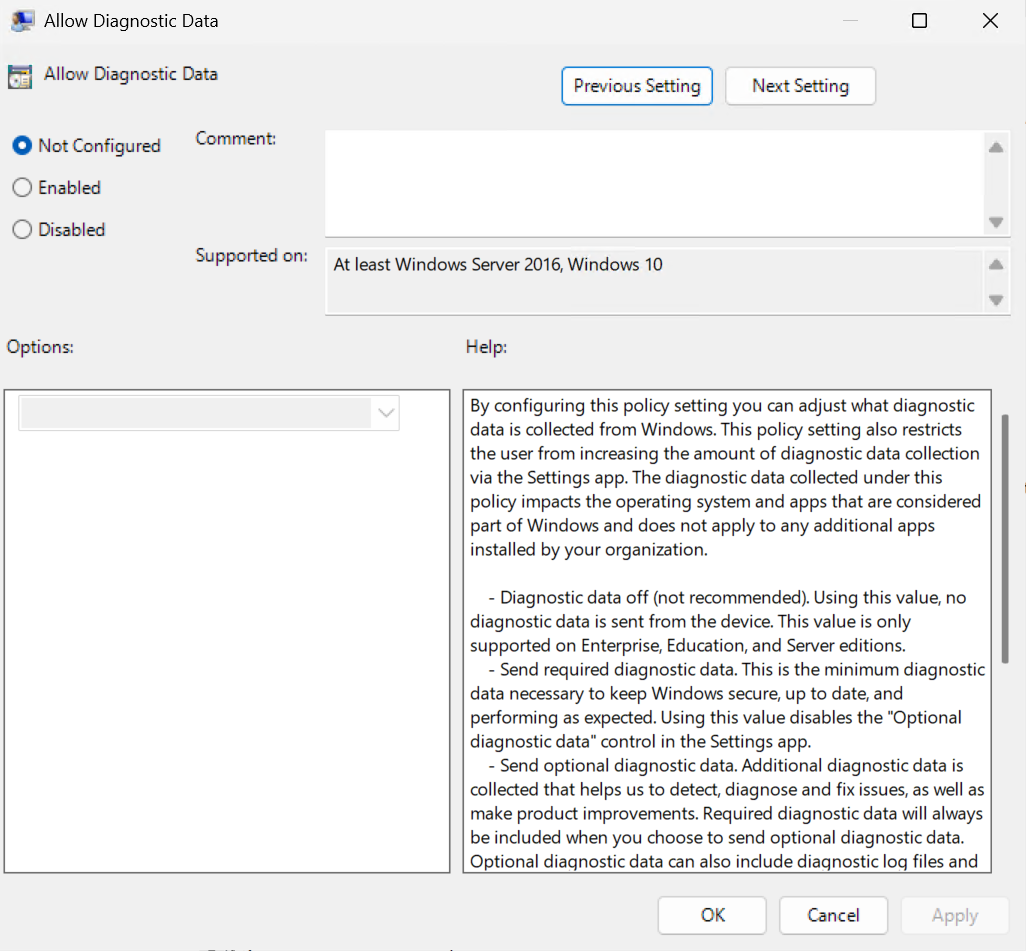 Allow Diagnostic Data
Allow Diagnostic Data
Previous Setting
Next Setting
Not Configured
Enabled
Disabled
Comment:
Supported on:
At least Windows Server 2016, Windows 10
Options:
Help:
By configuring this policy setting you can adjust what diagnostic
data is collected from Windows. This policy setting also restricts
the user from increasing the amount of diagnostic data collection
via the Settings app. The diagnostic data collected under this
policy impacts the operating system and apps that are considered
part of Windows and does not apply to any additional apps
installed by your organization.
- Diagnostic data off (not recommended). Using this value, no
diagnostic data is sent from the device. This value is only
supported on Enterprise, Education, and Server editions.
- Send required diagnostic data. This is the minimum diagnostic
data necessary to keep Windows secure, up to date, and
performing as expected. Using this value disables the "Optional
diagnostic data" control in the Settings app.
- Send optional diagnostic data. Additional diagnostic data is
collected that helps us to detect, diagnose and fix issues, as well as
make product improvements. Required diagnostic data will always
be included when you choose to send optional diagnostic data.
Optional diagnostic data can also include diagnostic log files and
OK
Cancel
Apply